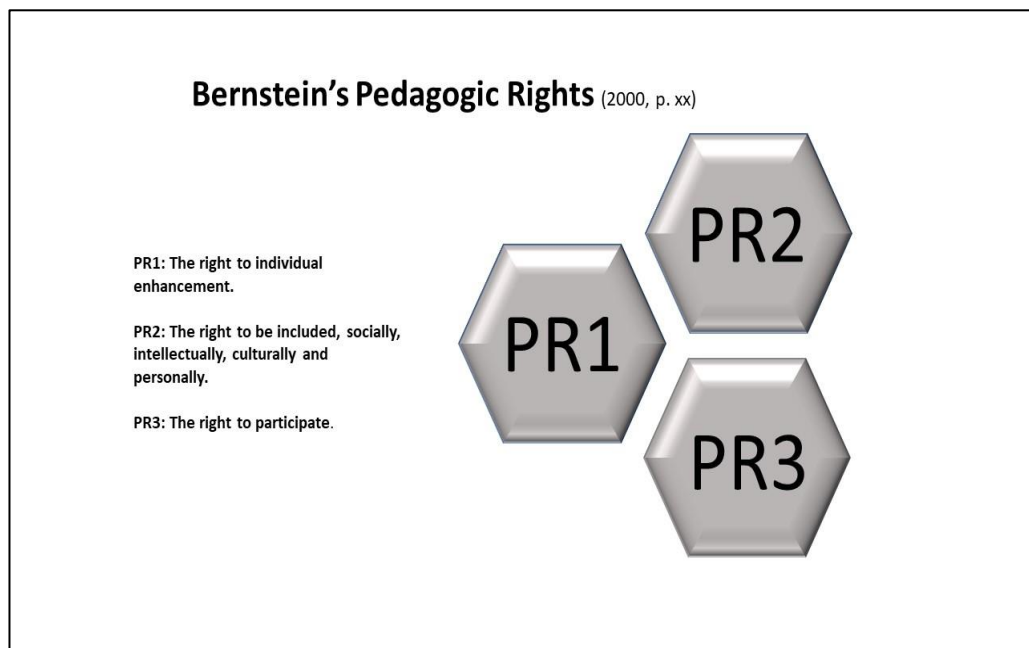 Bernstein’s Pedagogic Rights (2000, p. xx)
PR1: The right to individual
enhancement.
PR2: The right to be included, socially,
intellectually, culturally and
personally.
PR3: The right to participate.
PR1
PR2
PR3